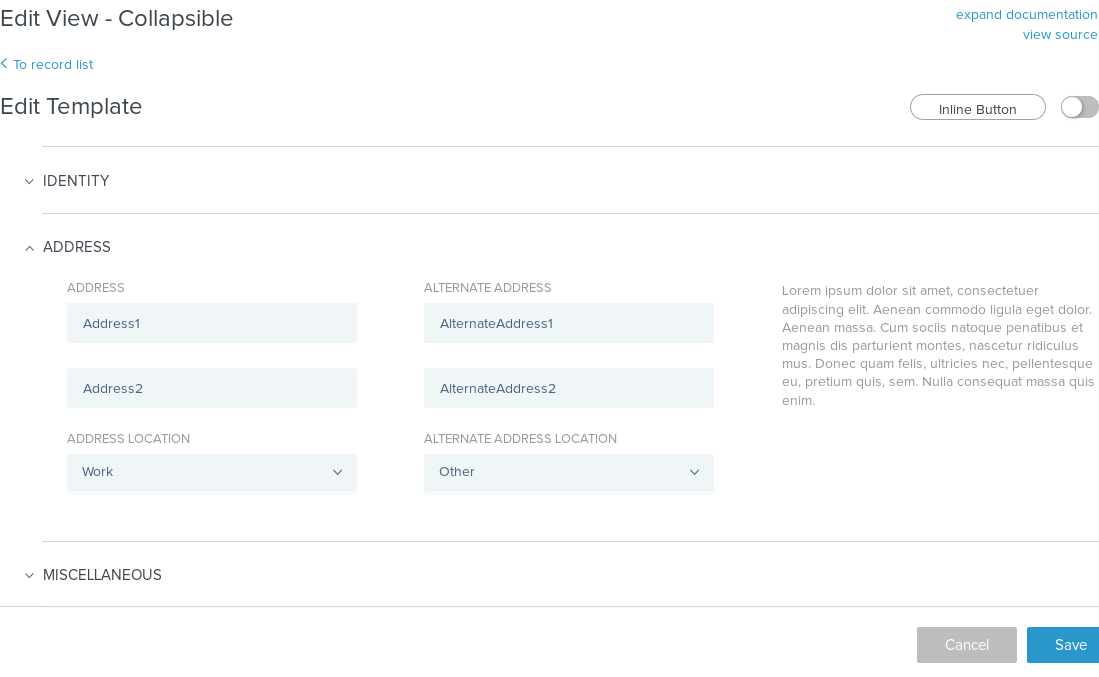 Edit View - Collapsible
expand documentation
view source
To record list
Edit Template
Inline Button
IDENTITY
ADDRESS
ADDRESS
Address1
Address2
ADDRESS LOCATION
Work
ALTERNATE ADDRESS
AlternateAddress1
AlternateAddress2
ALTERNATE ADDRESS LOCATION
Other
Lorem ipsum dolor sit amet, consectetuer
adipiscing elit. Aenean commodo ligula eget dolor.
Aenean massa. Cum sociis natoque penatibus et
magnis dis parturient montes, nascetur ridiculus
mus. Donec quam felis, ultricies nec, pellentesque
eu, pretium quis, sem. Nulla consequat massa quis
enim.
MISCELLANEOUS
Cancel
Save